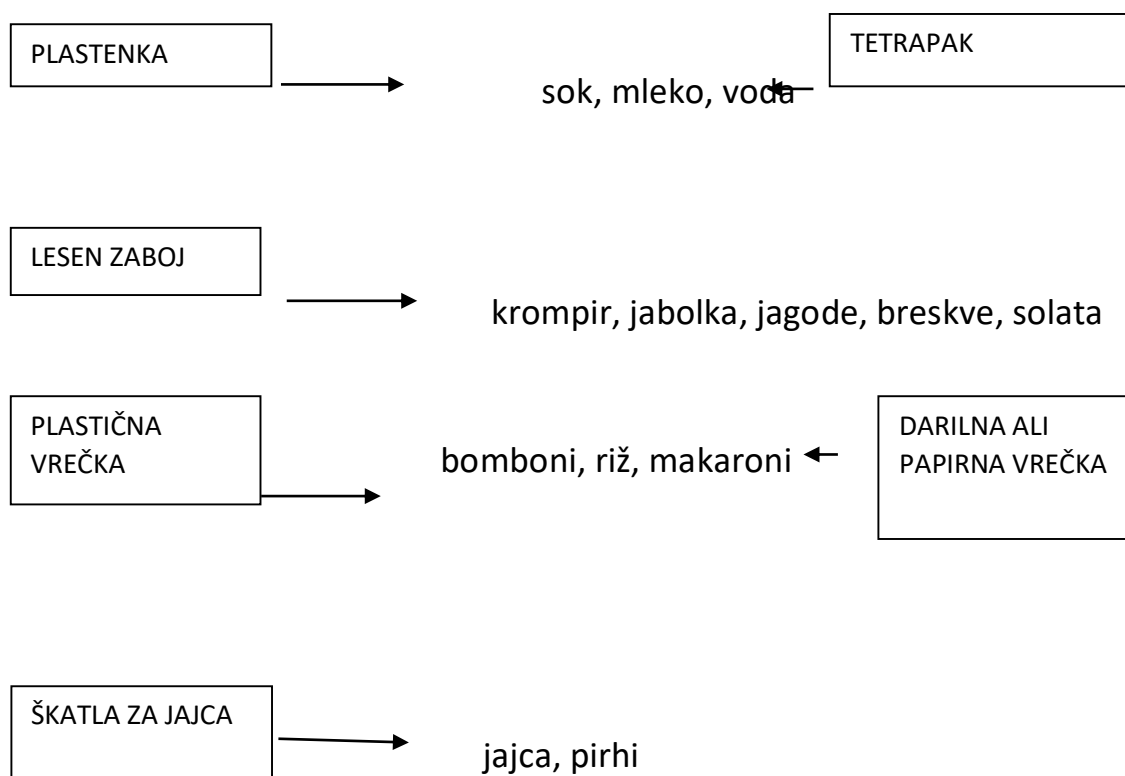 PLASTENKA
TETRAPAK
sok, mleko, voda
LESEN ZABOJ
krompir, jabolka, jagode, breskve, solata
PLASTIČNA
VREČKA
bomboni, riž, makaroni
DARILNA ALI
PAPIRNA VREČKA
ŠKATLA ZA JAJCA
jajca, pirhi